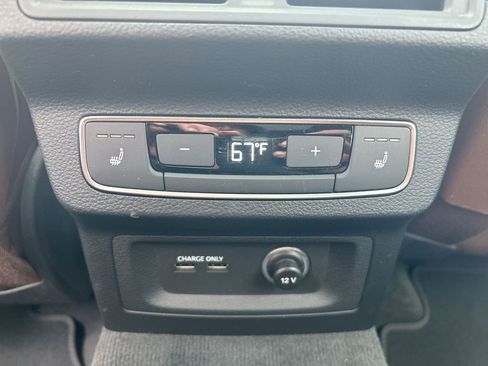 − 67°F +
CHARGE ONLY
12 V